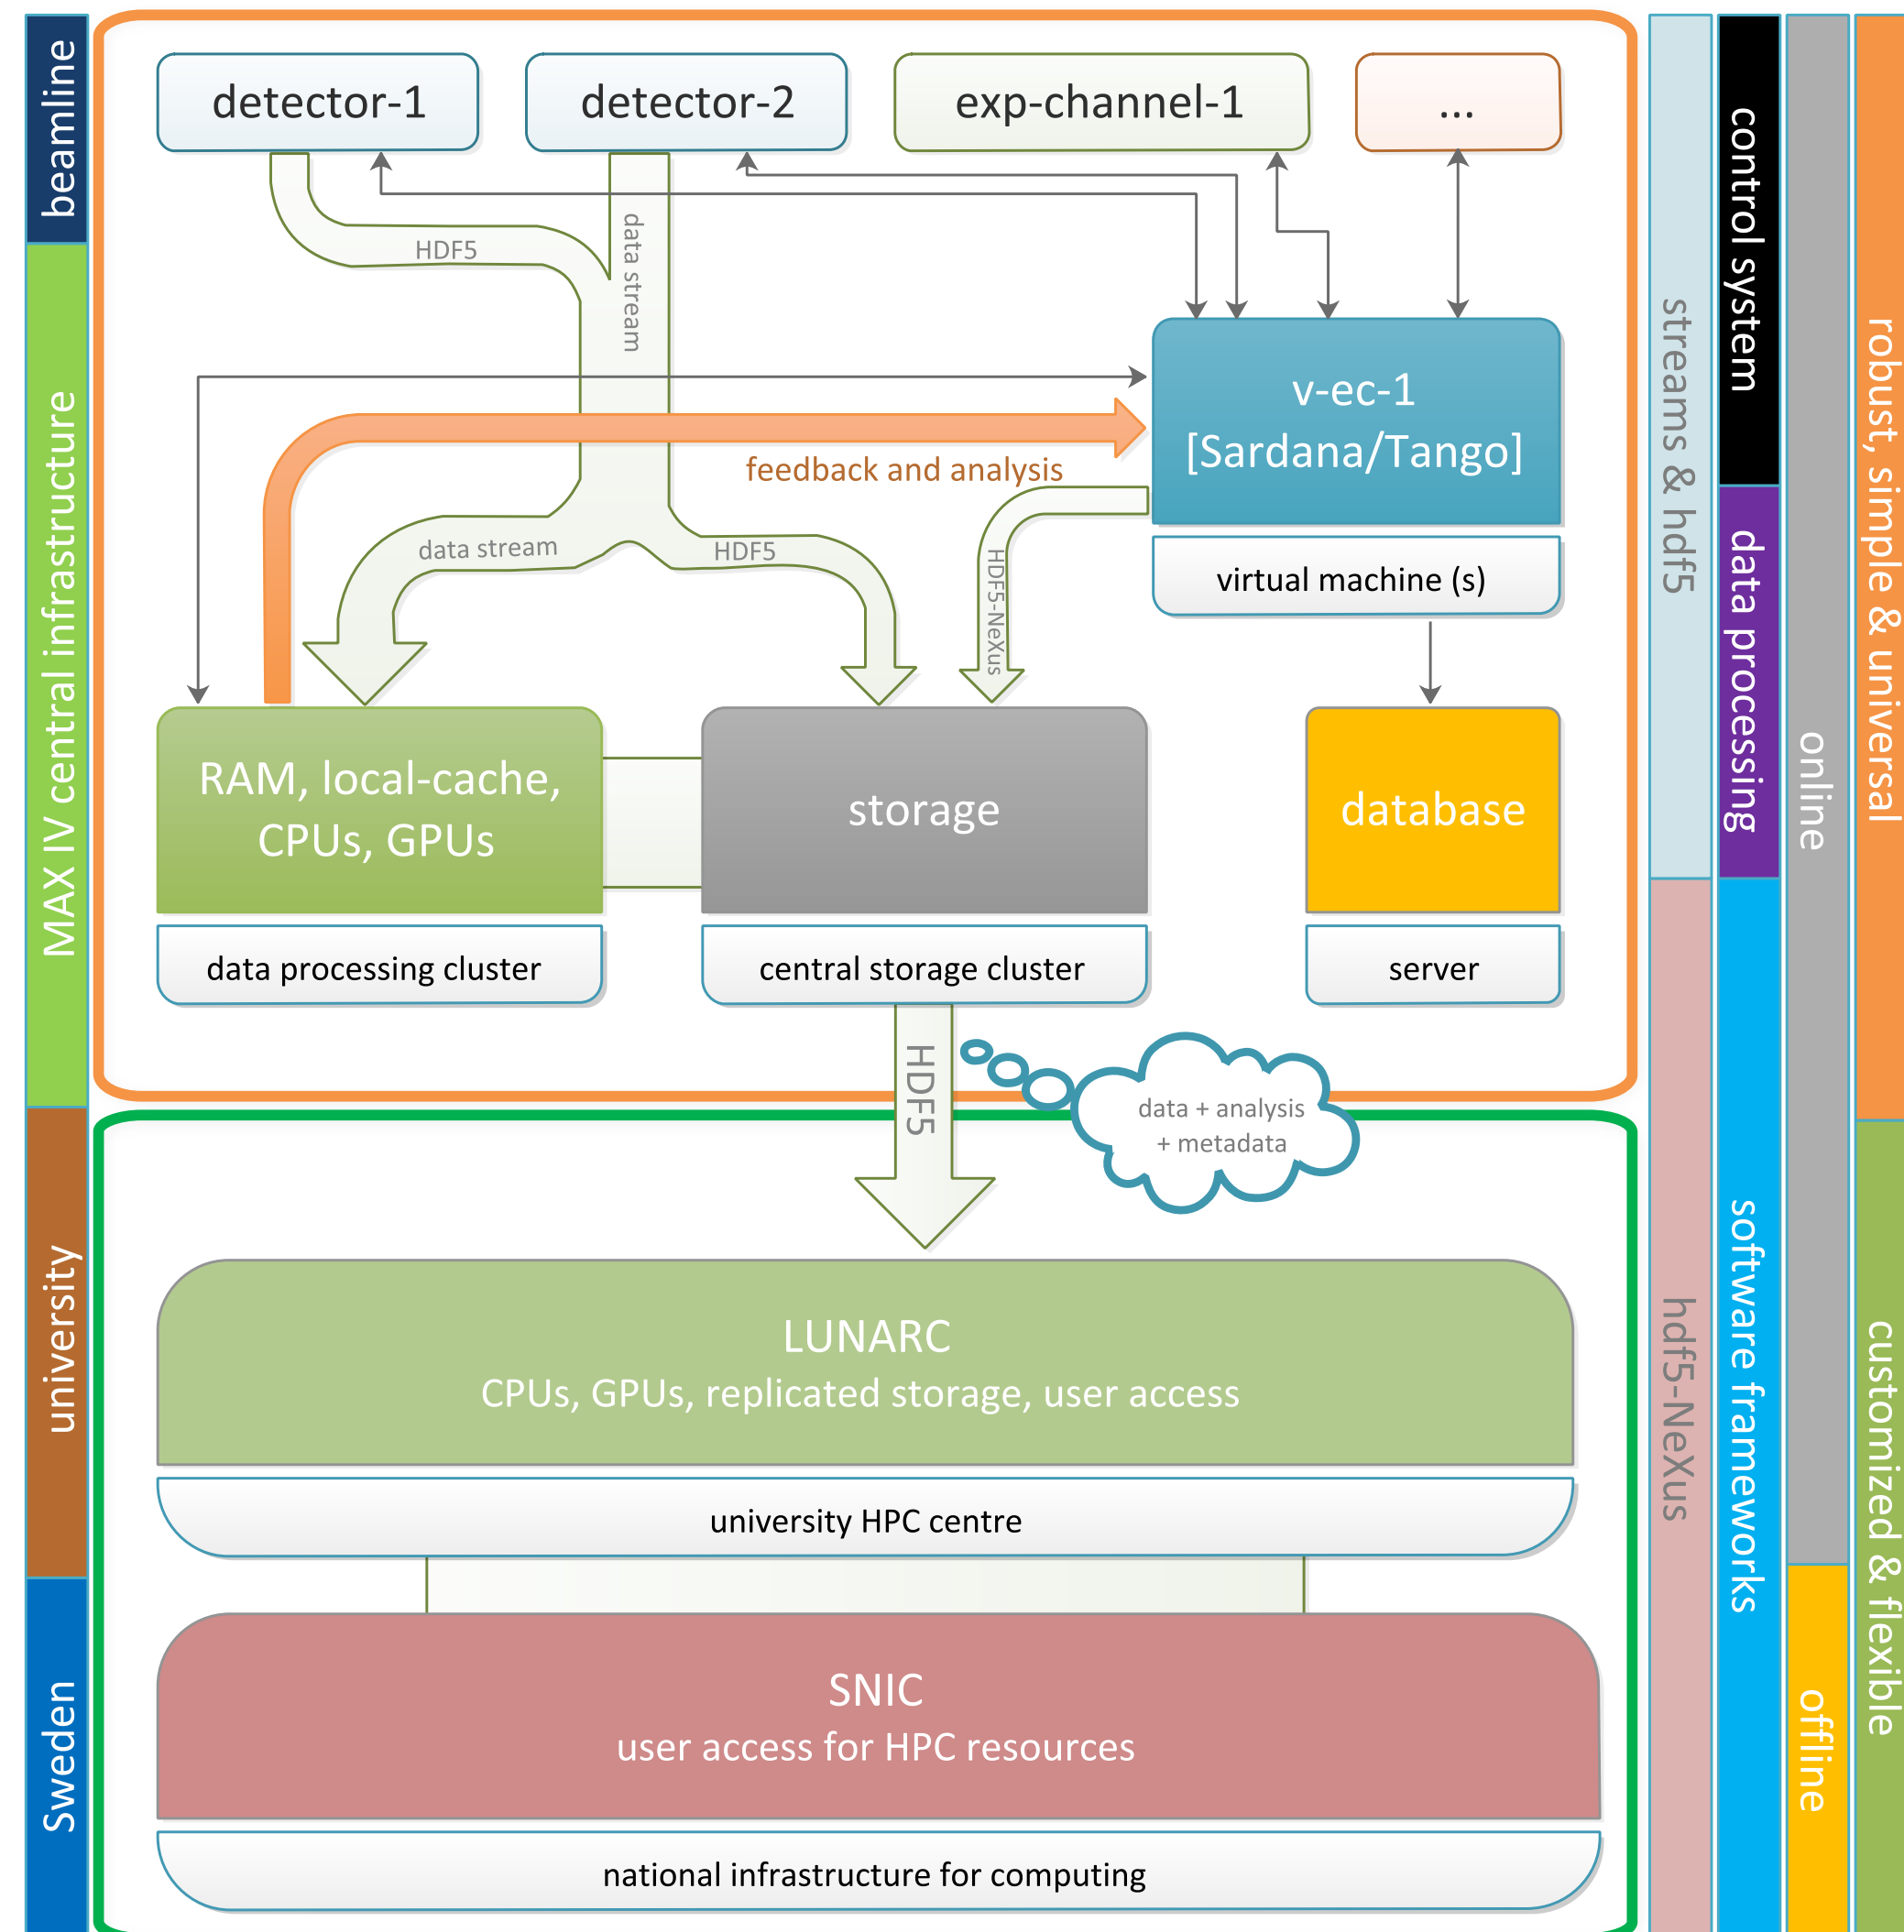 beamline
MAX IV central infrastructure
university
Sweden
detector-1
detector-2
exp-channel-1
...
HDF5
data stream
v-ec-1
[Sardana/Tango]
feedback and analysis
data stream
HDF5
HDF5-NeXus
virtual machine (s)
RAM, local-cache,
CPUs, GPUs
storage
database
data processing cluster
central storage cluster
server
HDF5
data + analysis
+ metadata
LUNARC
CPUs, GPUs, replicated storage, user access
university HPC centre
SNIC
user access for HPC resources
national infrastructure for computing
streams & hdf5
hdf5-NeXus
control system
data processing
software frameworks
online
offline
robust, simple & universal
customized & flexible